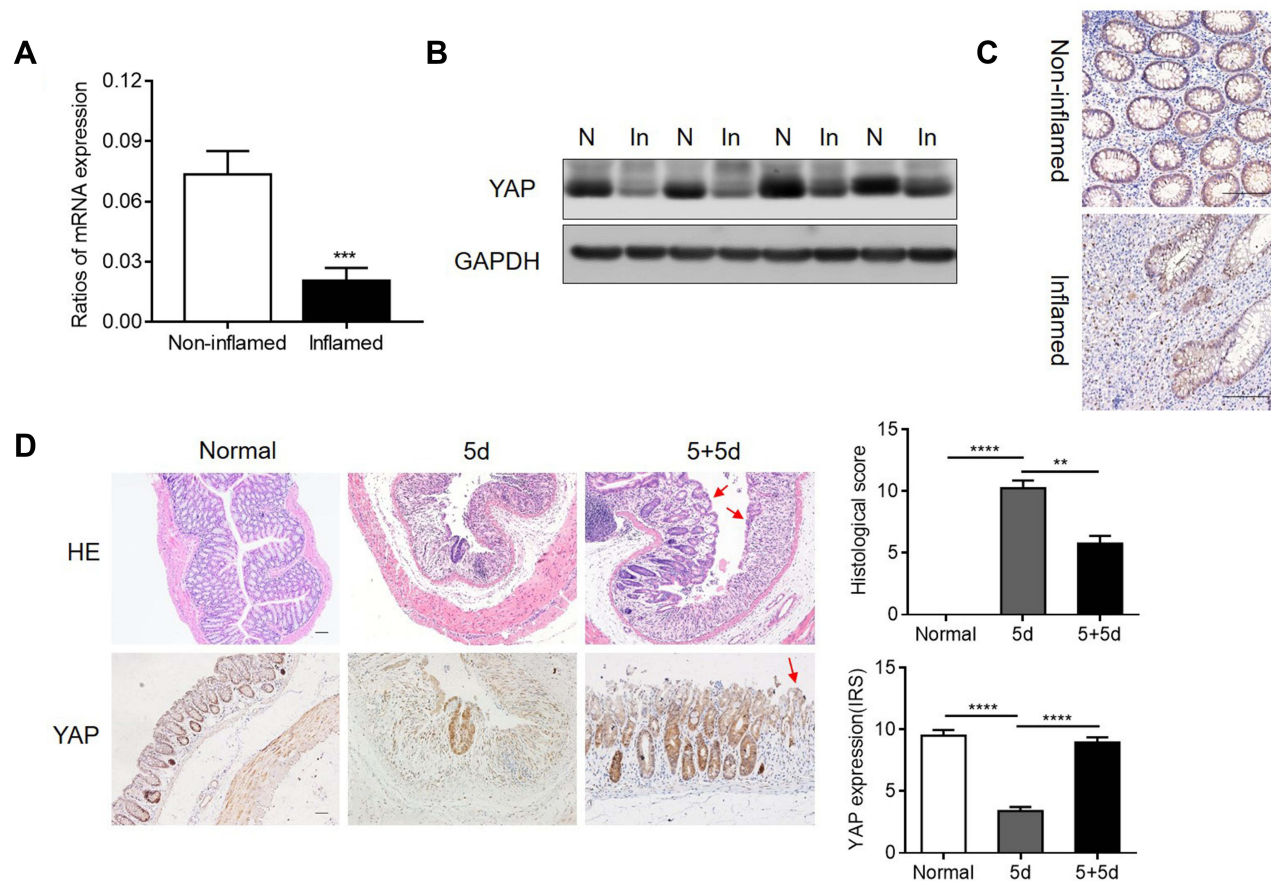 A
Ratios of mRNA expression
0.12
0.09
0.06
0.03
0.00
***
Non-inflamed
Inflamed
B
N In N In N In N In
YAP
GAPDH
C
Non-inflamed
Inflamed
D
Normal 5d 5+5d
HE
YAP
Histological score
15
10
5
0
**** **
Normal 5d 5+5d
YAP expression(IRS)
15
10
5
0
**** ****
Normal 5d 5+5d